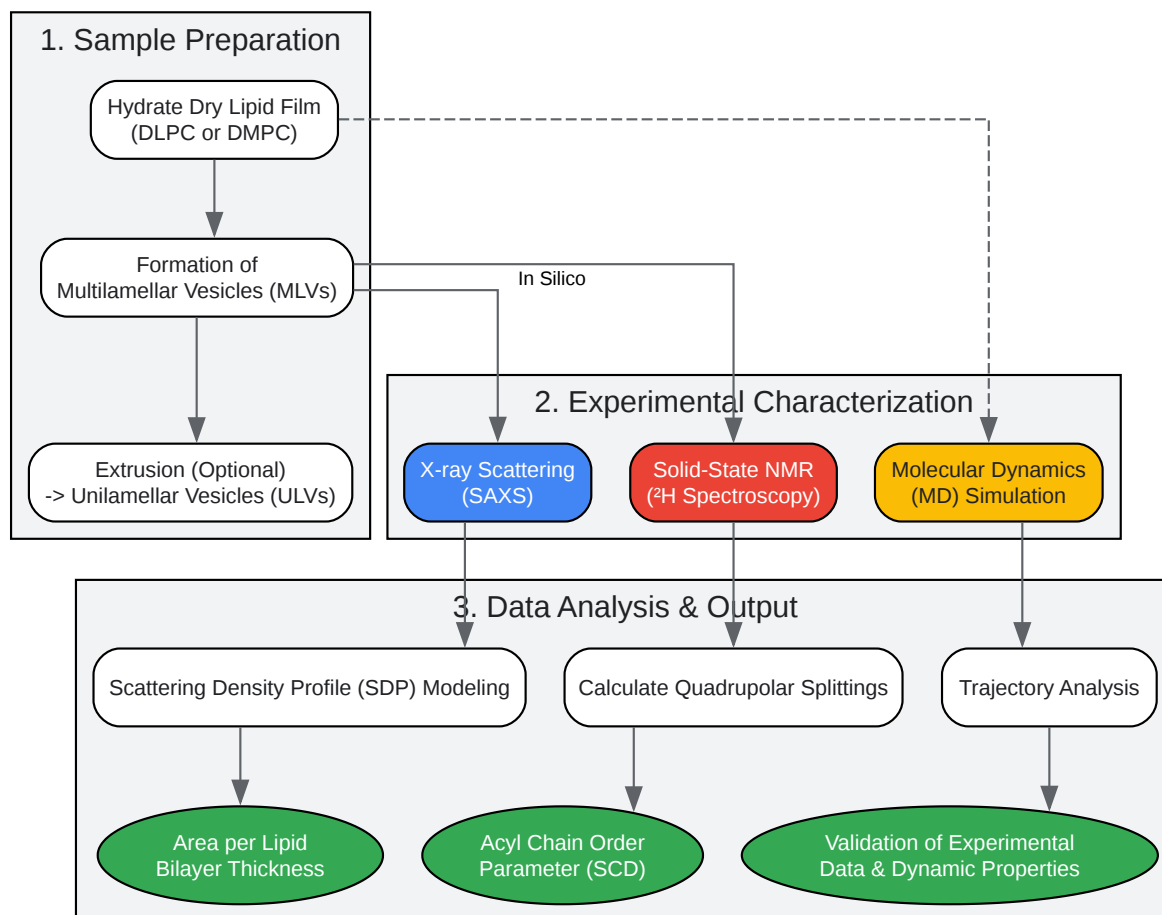 1. Sample Preparation
Hydrate Dry Lipid Film
(DLPC or DMPC)
Formation of
Multilamellar Vesicles (MLVs)
In Silico
Extrusion (Optional)
-> Unilamellar Vesicles (ULVs)
2. Experimental Characterization
X-ray Scattering
(SAXS)
Solid-State NMR
(²H Spectroscopy)
Molecular Dynamics
(MD) Simulation
3. Data Analysis & Output
Scattering Density Profile (SDP) Modeling
Calculate Quadrupolar Splittings
Trajectory Analysis
Area per Lipid
Bilayer Thickness
Acyl Chain Order
Parameter (SCD)
Validation of Experimental
Data & Dynamic Properties